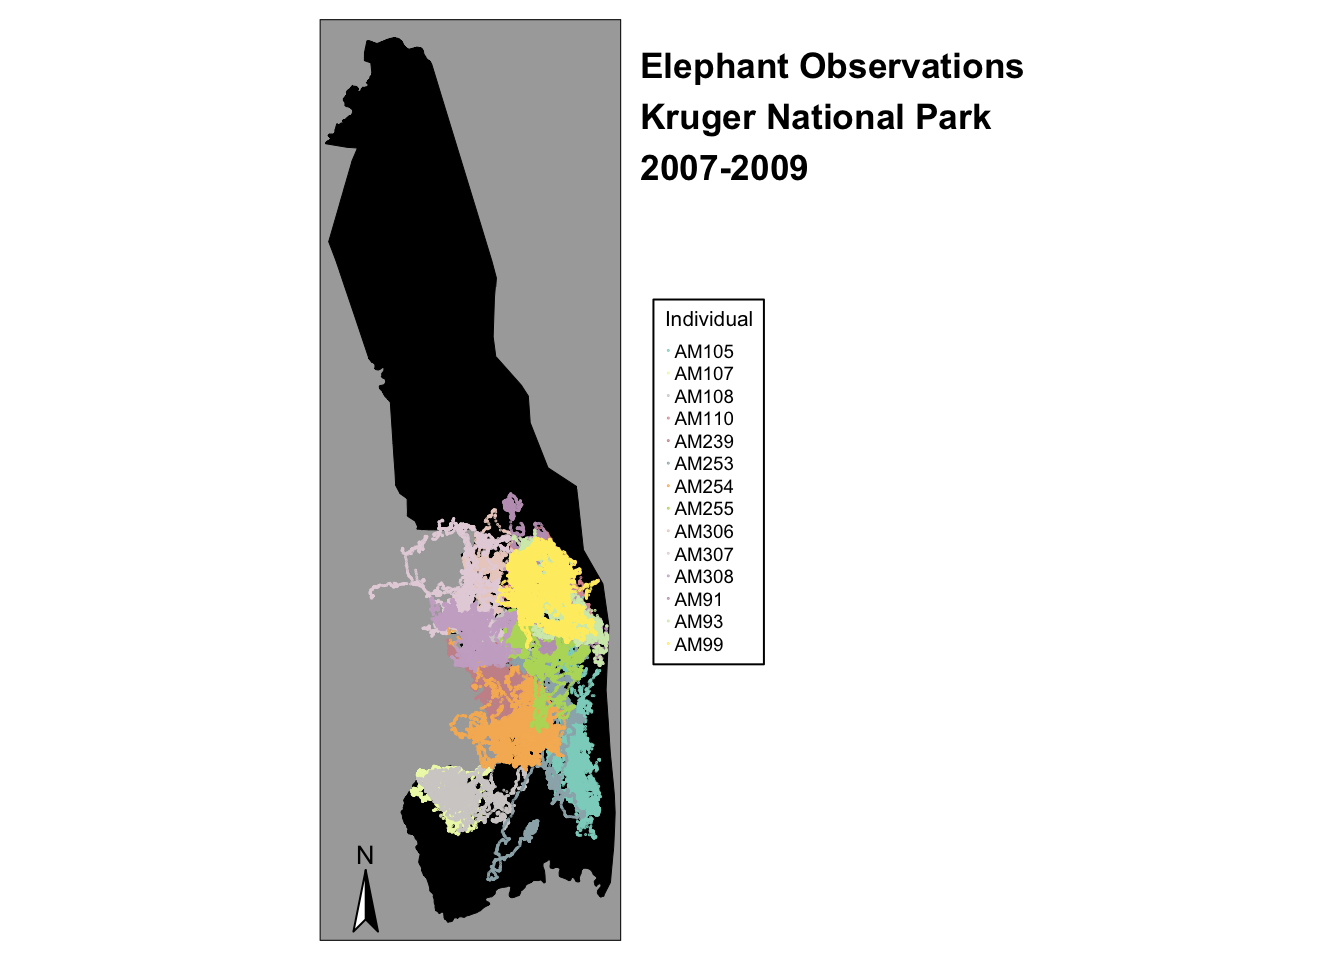 Elephant Observations
Kruger National Park
2007-2009
Individual
AM105
AM107
AM108
AM110
AM239
AM253
AM254
AM255
AM306
AM307
AM308
AM91
AM93
AM99
N